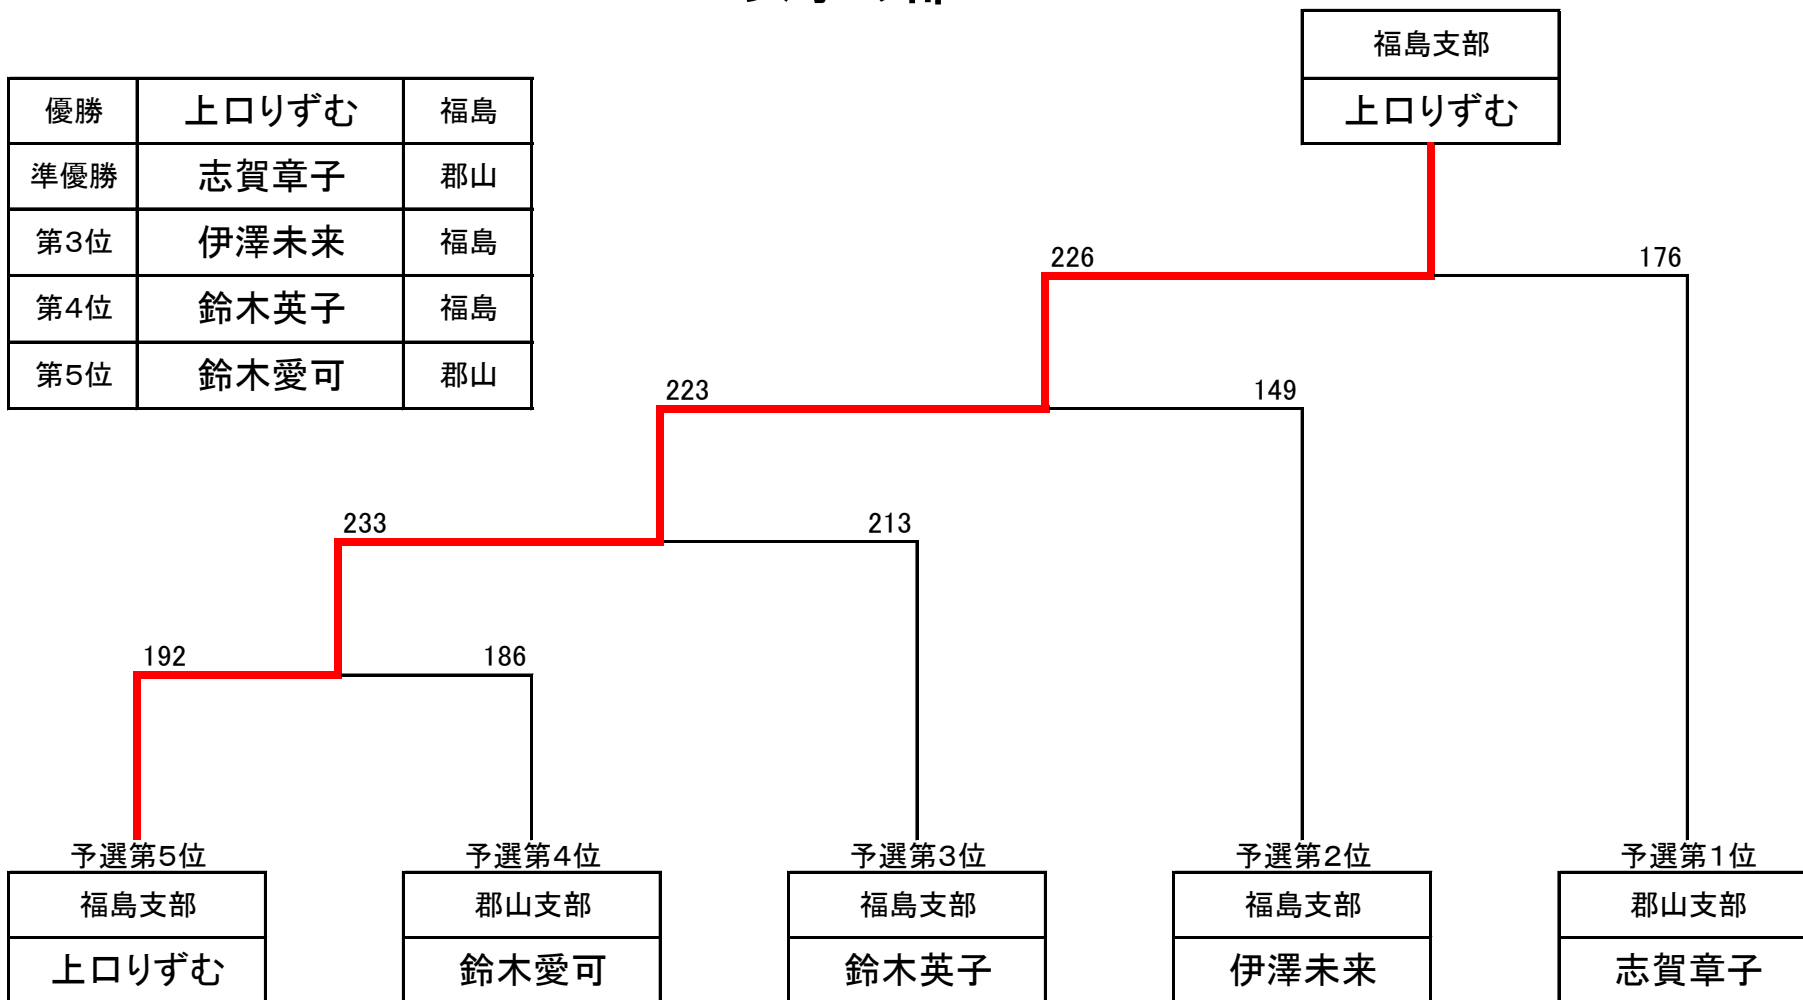 福島支部
上口りずむ
優勝 上口りずむ 福島
準優勝 志賀章子 郡山
第3位 伊澤未来 福島
第4位 鈴木英子 福島
第5位 鈴木愛可 郡山
226 176
223 149
233 213
192 186
予選第5位 予選第4位 予選第3位 予選第2位 予選第1位
福島支部 郡山支部 福島支部 福島支部 郡山支部
上口りずむ 鈴木愛可 鈴木英子 伊澤未来 志賀章子